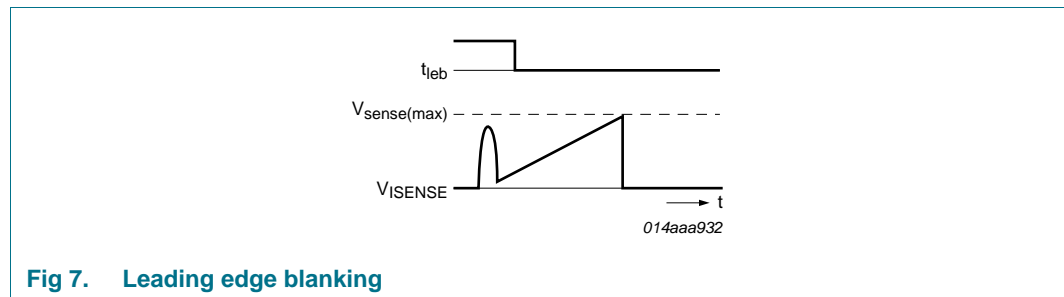 tleb
Vsense(max)
VISENSE
t
014aaa932
Fig 7. Leading edge blanking